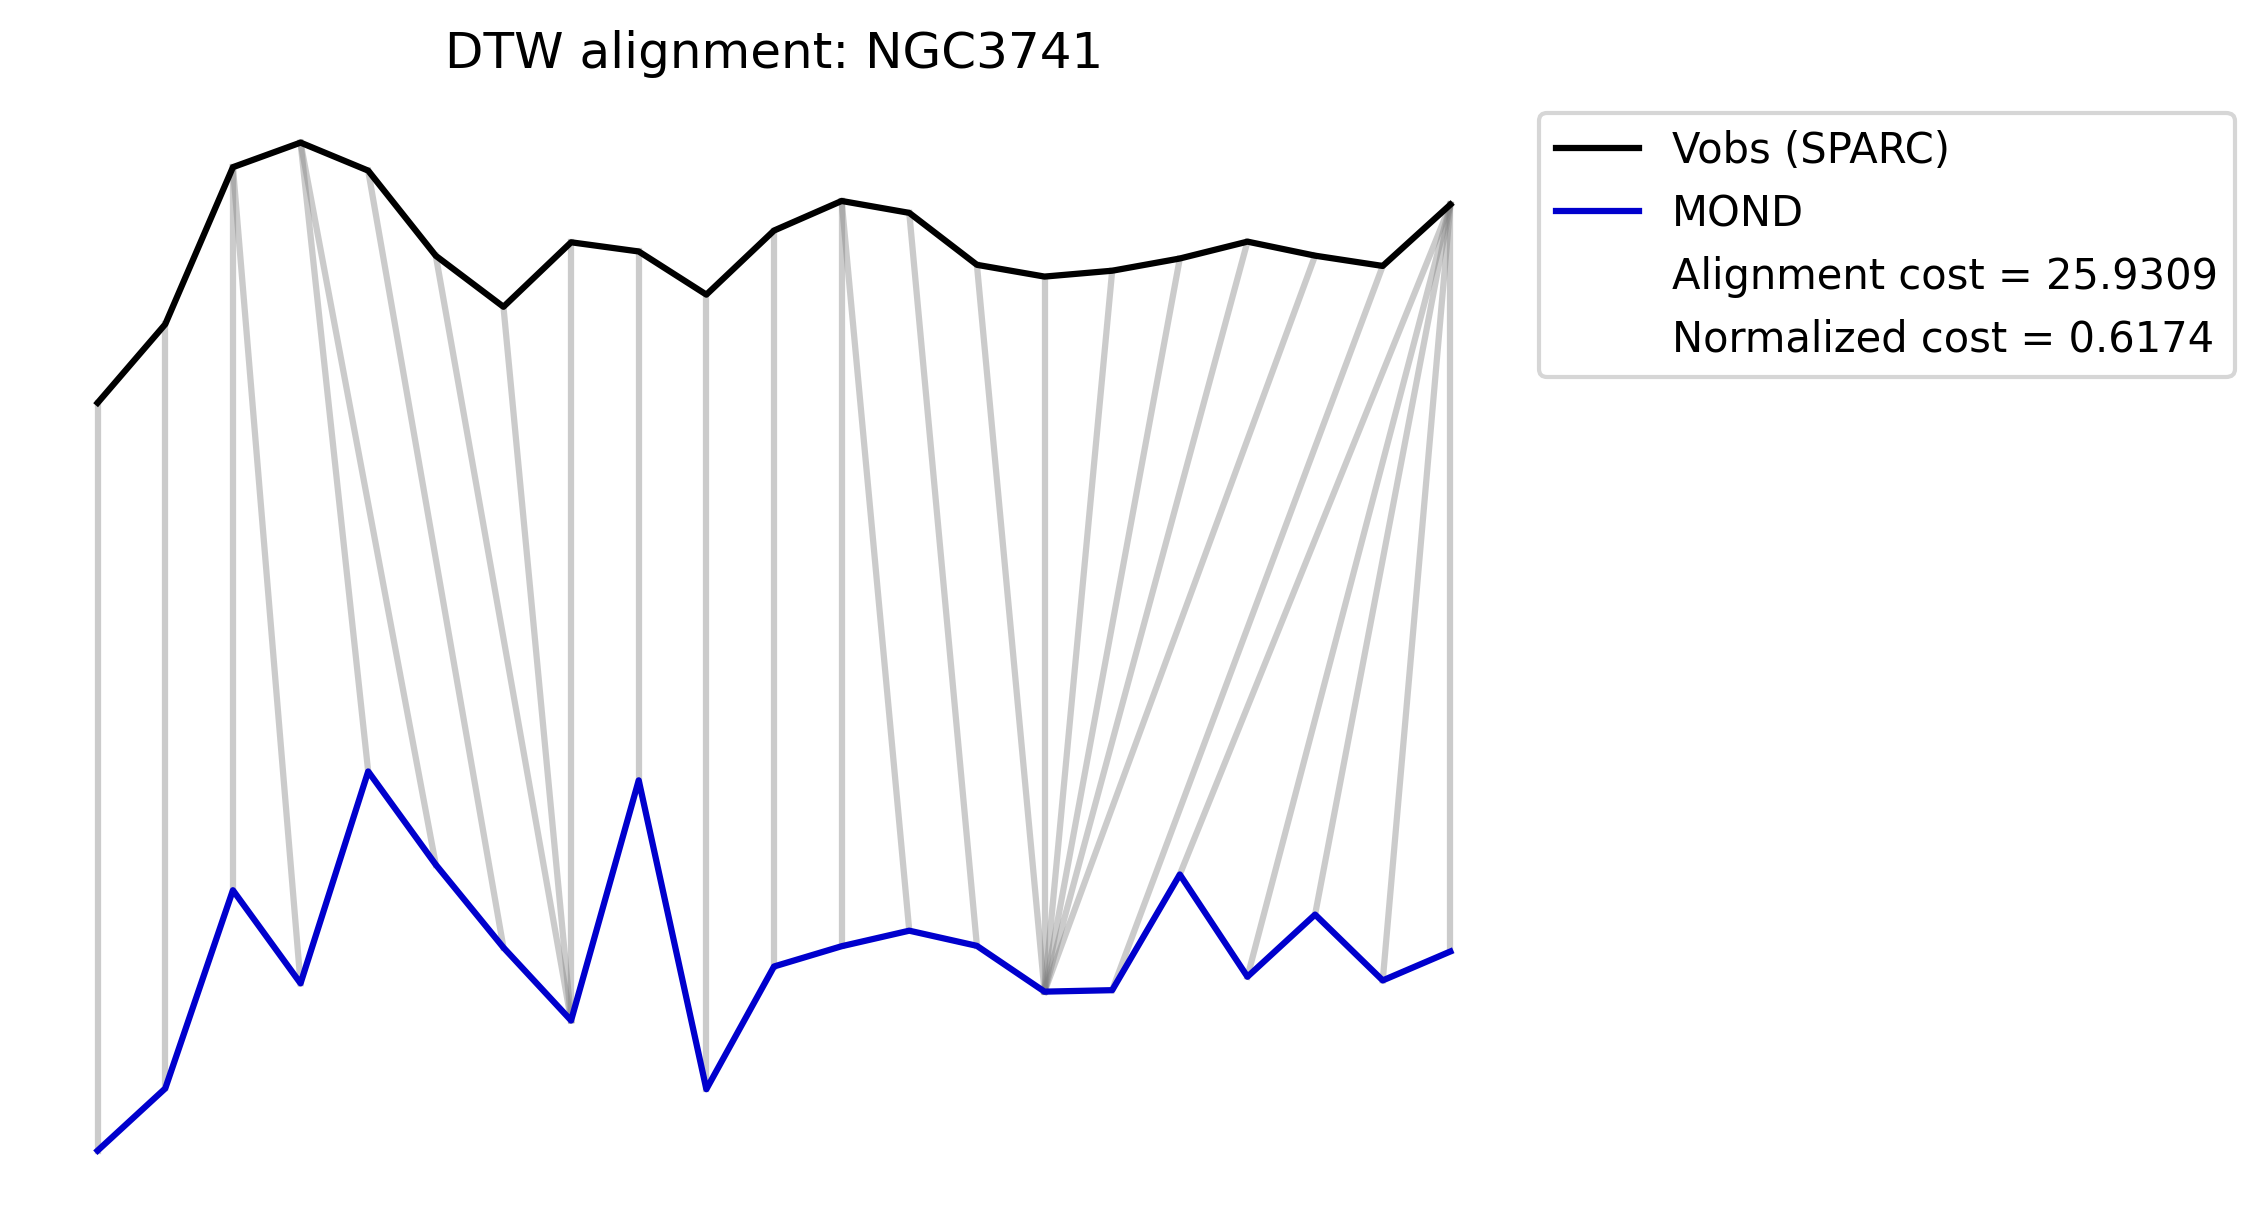 DTW alignment: NGC3741
Vobs (SPARC)
MOND
Alignment cost = 25.9309
Normalized cost = 0.6174